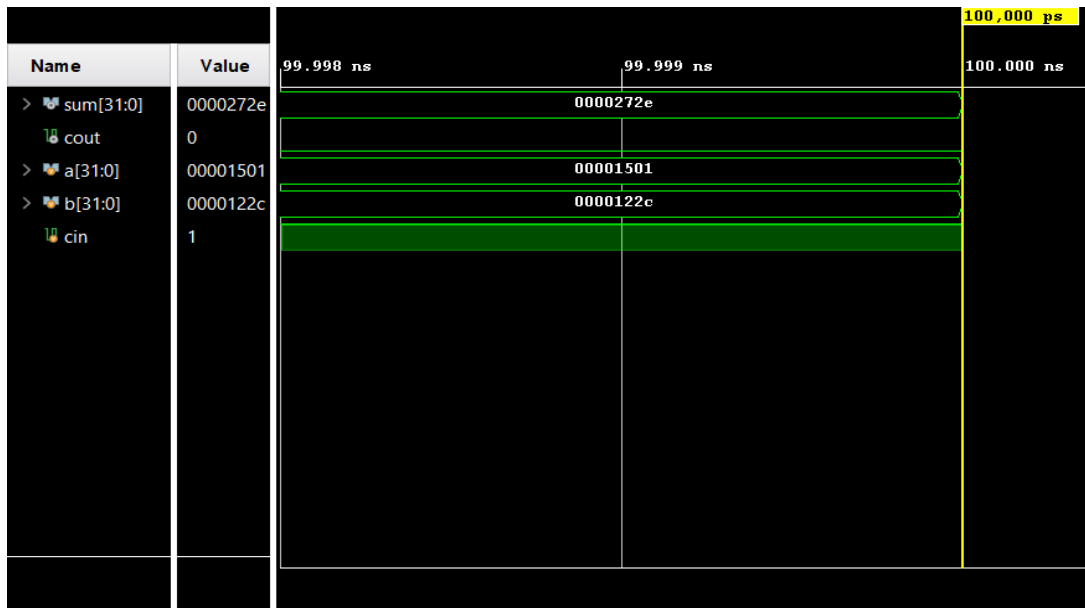 100,000 ps
Name Value 99.998 ns 99.999 ns 100.000 ns
> sum[31:0] 0000272e 0000272e
cout 0
> a[31:0] 00001501 00001501
> b[31:0] 0000122c 0000122c
cin 1